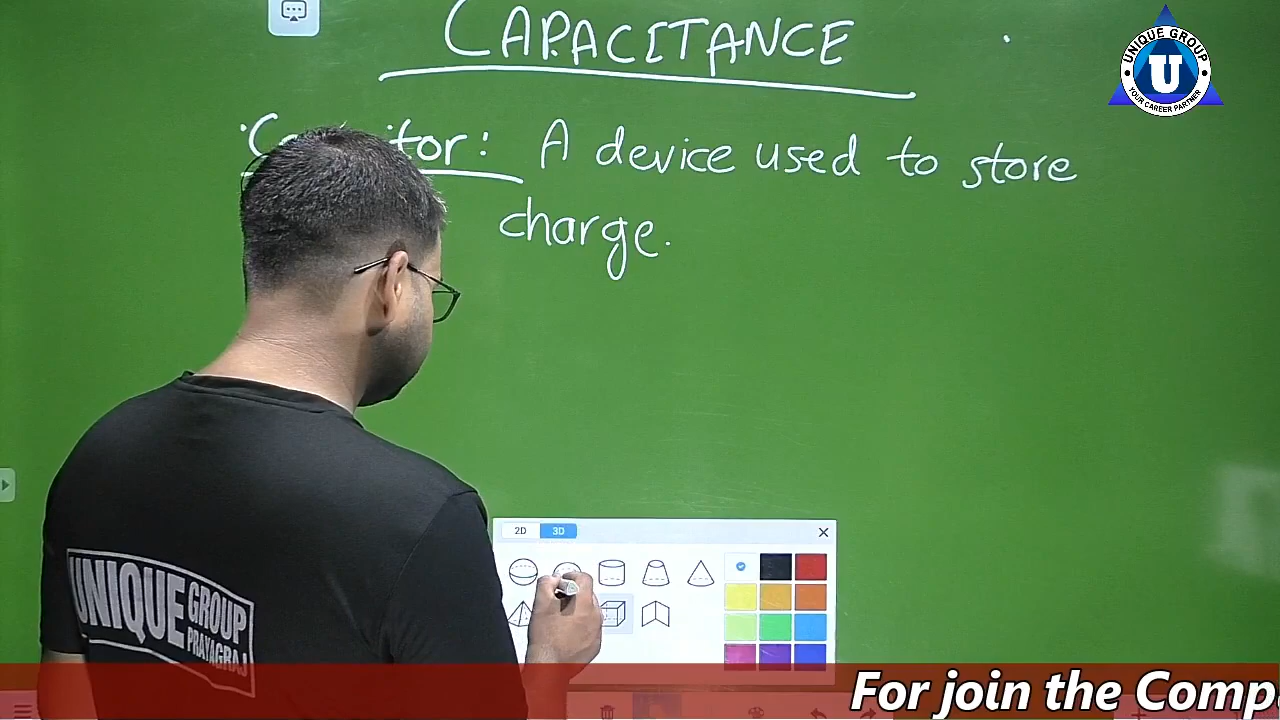 CAPACITANCE
UNIQUE GROUP
U
YOUR CAREER PARTNER
A device used to store
charge.
2D 3D
UNIQUE GROUP
PRAYAGRAJ
For join the Comp